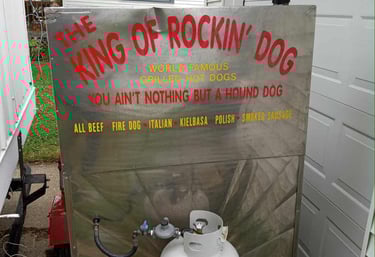 THE
KING OF ROCKIN' DOG
WORLD FAMOUS
GRILLED HOT DOGS
YOU AIN'T NOTHING BUT A HOUND DOG
ALL BEEF FIRE DOG ITALIAN KIELBASA POLISH SMOKED SAUSAGE